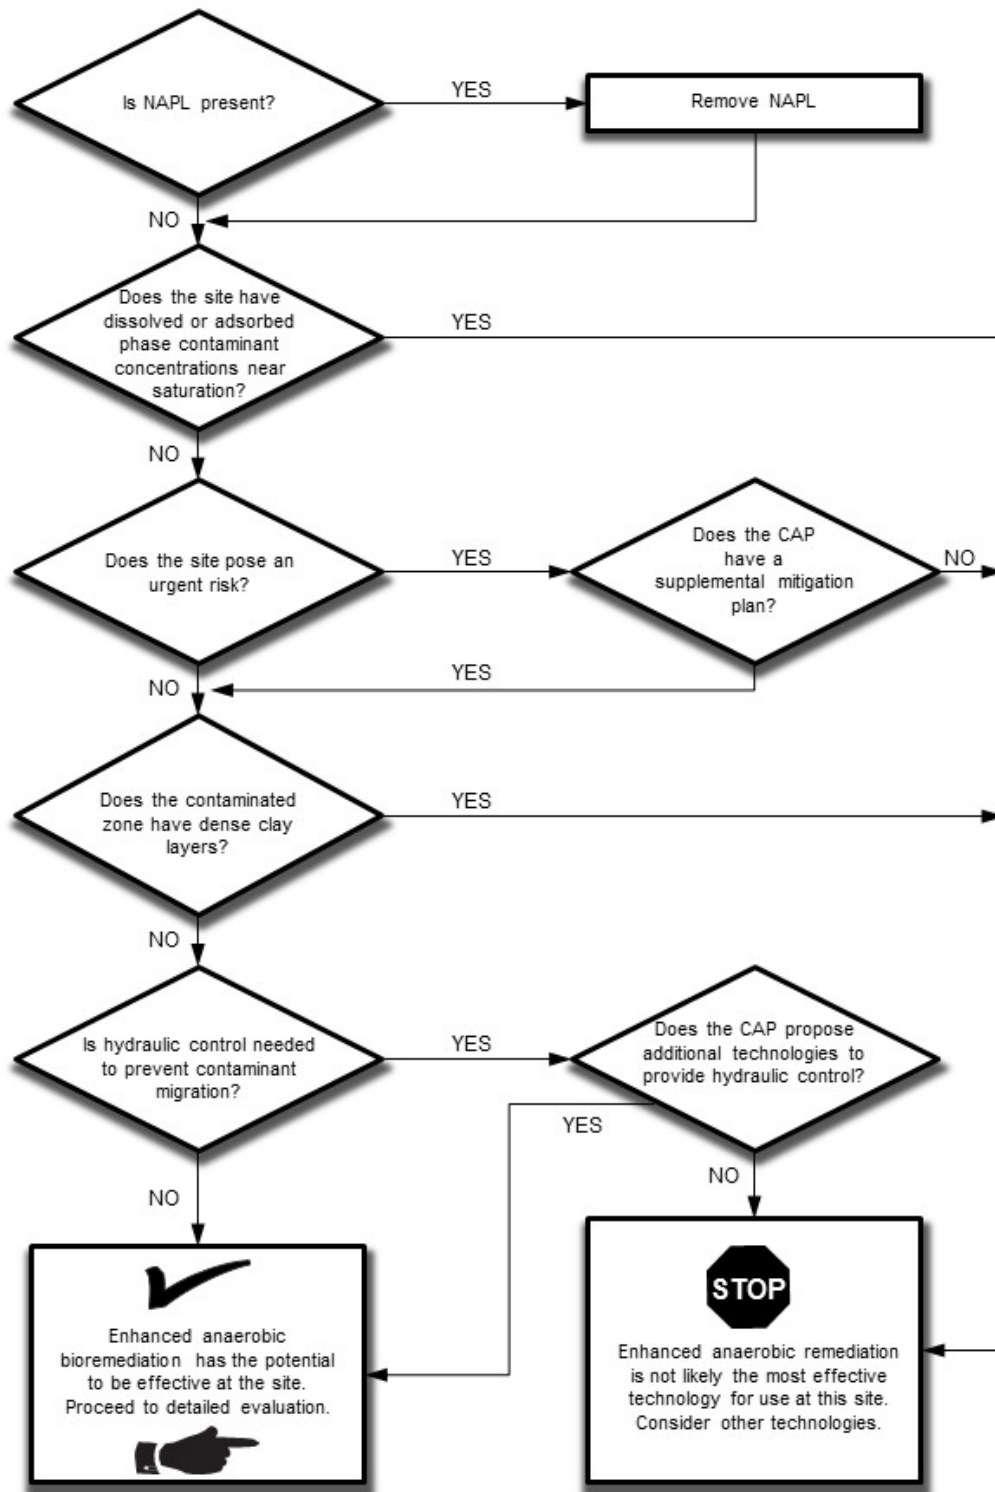 Is NAPL present?
YES
Remove NAPL
NO
Does the site have
dissolved or adsorbed
phase contaminant
concentrations near
saturation?
YES
NO
Does the site pose an
urgent risk?
YES
Does the CAP
have a
supplemental mitigation
plan?
NO
YES
NO
Does the contaminated
zone have dense clay
layers?
YES
NO
Is hydraulic control needed
to prevent contaminant
migration?
YES
Does the CAP propose
additional technologies to
provide hydraulic control?
YES
NO
NO
Enhanced anaerobic
bioremediation has the potential
to be effective at the site.
Proceed to detailed evaluation.
STOP
Enhanced anaerobic remediation
is not likely the most effective
technology for use at this site.
Consider other technologies.